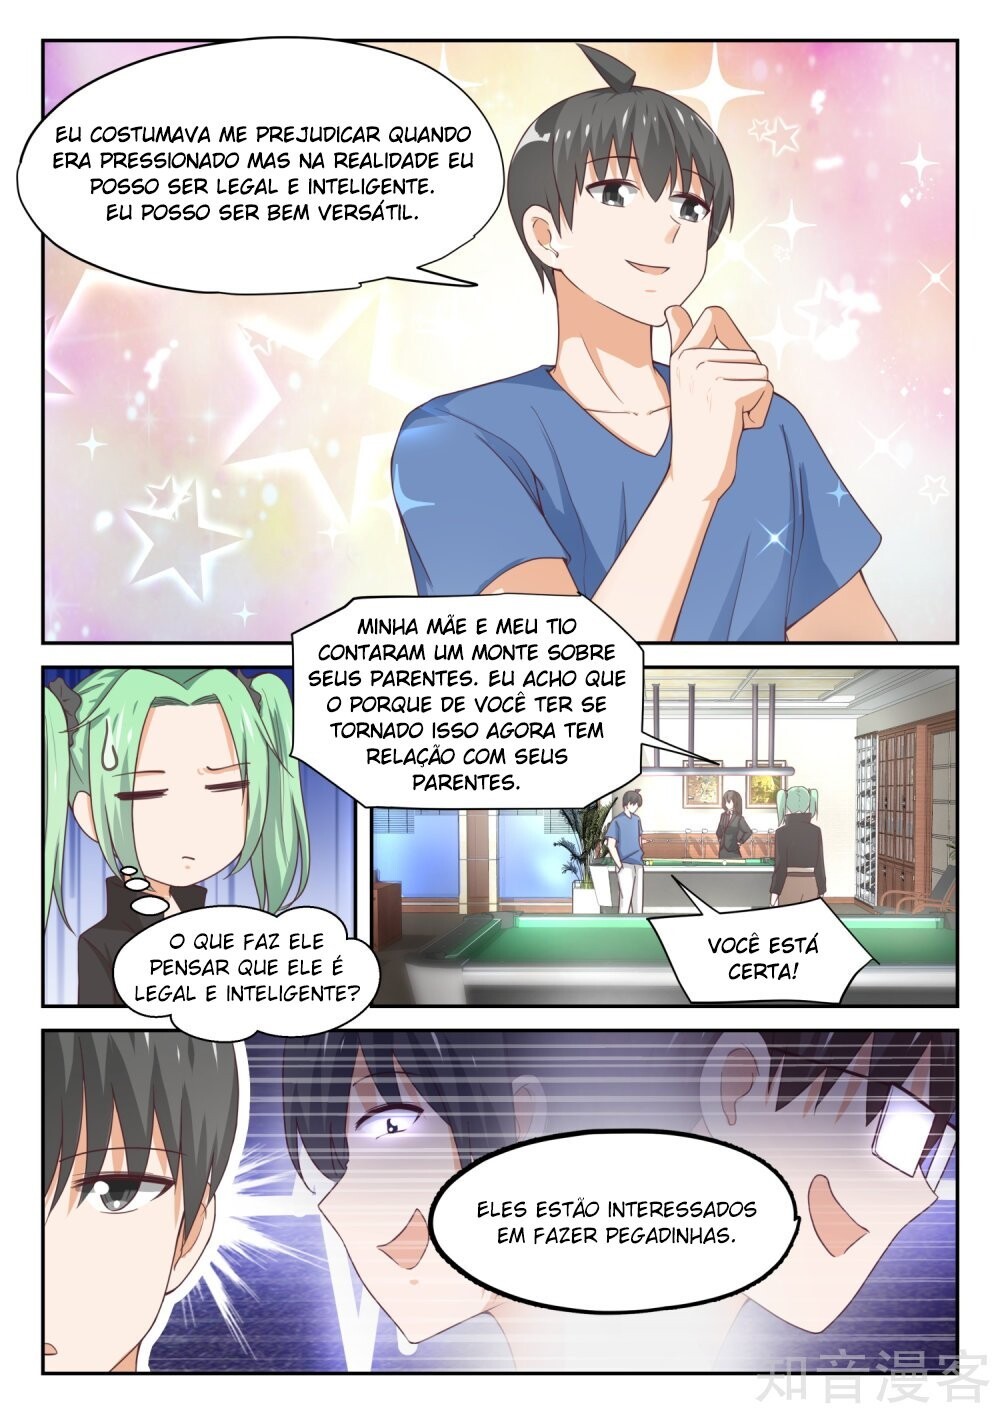 EU COSTUMAVA ME PREJUDICAR QUANDO
ERA PRESSIONADO MAS NA REALIDADE EU
POSSO SER LEGAL E INTELIGENTE.
EU POSSO SER BEM VERSÁTIL.
MINHA MÃE E MEU TIO
CONTARAM UM MONTE SOBRE
SEUS PARENTES. EU ACHO QUE
O PORQUE DE VOCÊ TER SE
TORNADO ISSO AGORA TEM
RELAÇÃO COM SEUS
PARENTES.
O QUE FAZ ELE
PENSAR QUE ELE É
LEGAL E INTELIGENTE?
VOCÊ ESTÁ
CERTA!
ELES ESTÃO INTERESSADOS
EM FAZER PEGADINHAS.
知音漫客